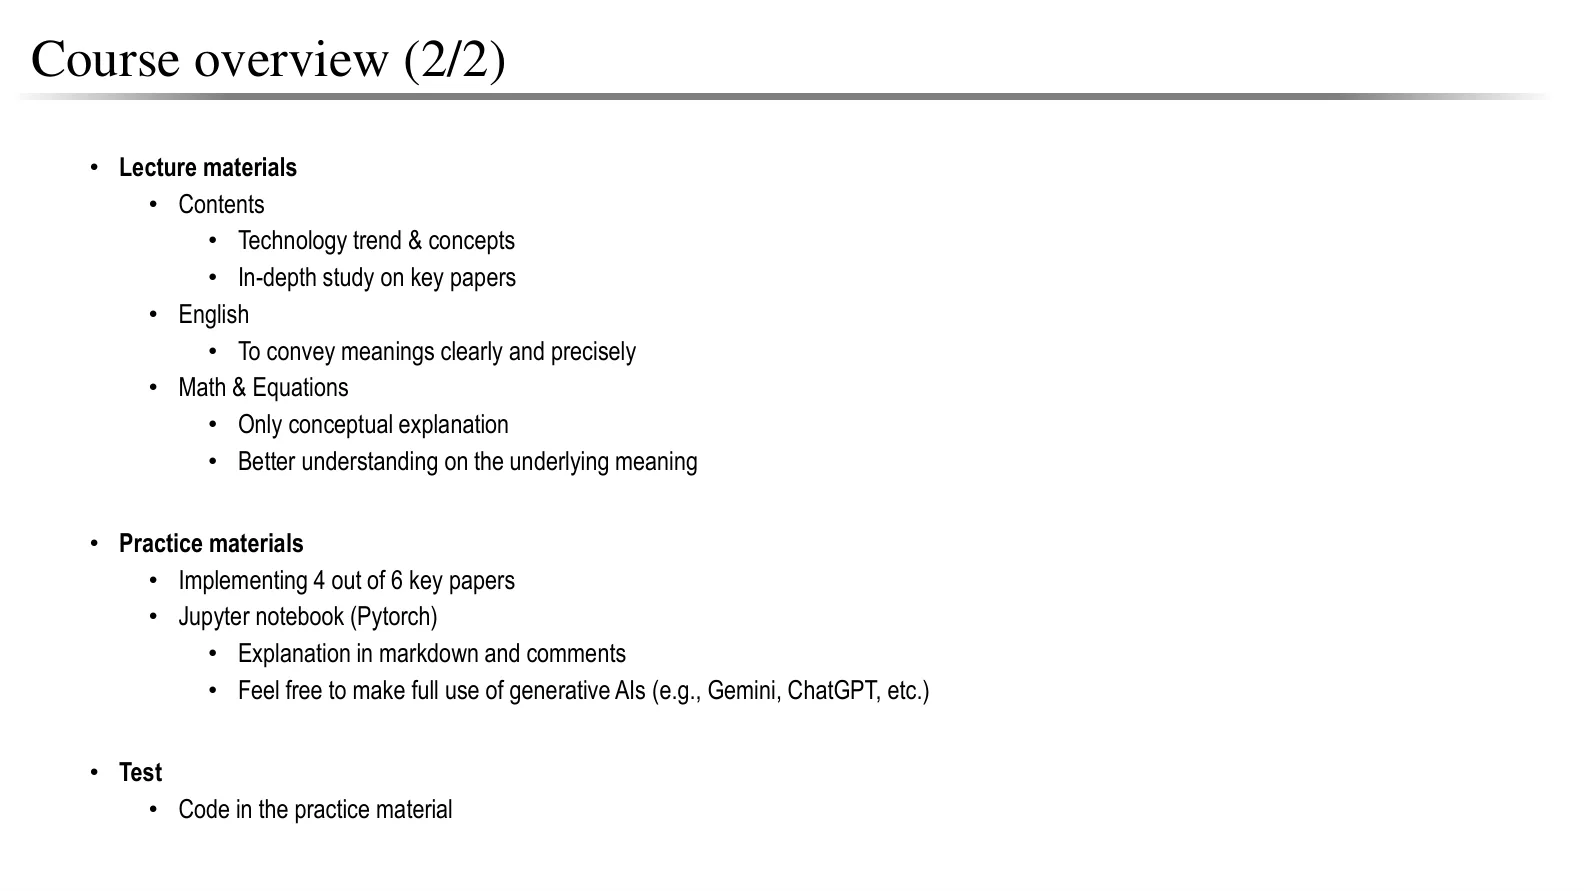 Course overview (2/2)
• Lecture materials
• Contents
• Technology trend & concepts
• In-depth study on key papers
• English
• To convey meanings clearly and precisely
• Math & Equations
• Only conceptual explanation
• Better understanding on the underlying meaning
• Practice materials
• Implementing 4 out of 6 key papers
• Jupyter notebook (Pytorch)
• Explanation in markdown and comments
• Feel free to make full use of generative AIs (e.g., Gemini, ChatGPT, etc.)
• Test
• Code in the practice material